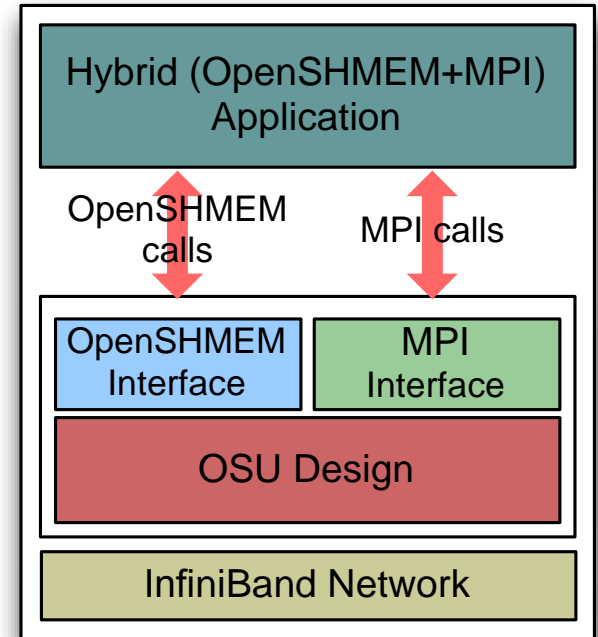 Hybrid (OpenSHMEM+MPI)
Application
OpenSHMEM
calls
MPI calls
OpenSHMEM
Interface
MPI
Interface
OSU Design
InfiniBand Network